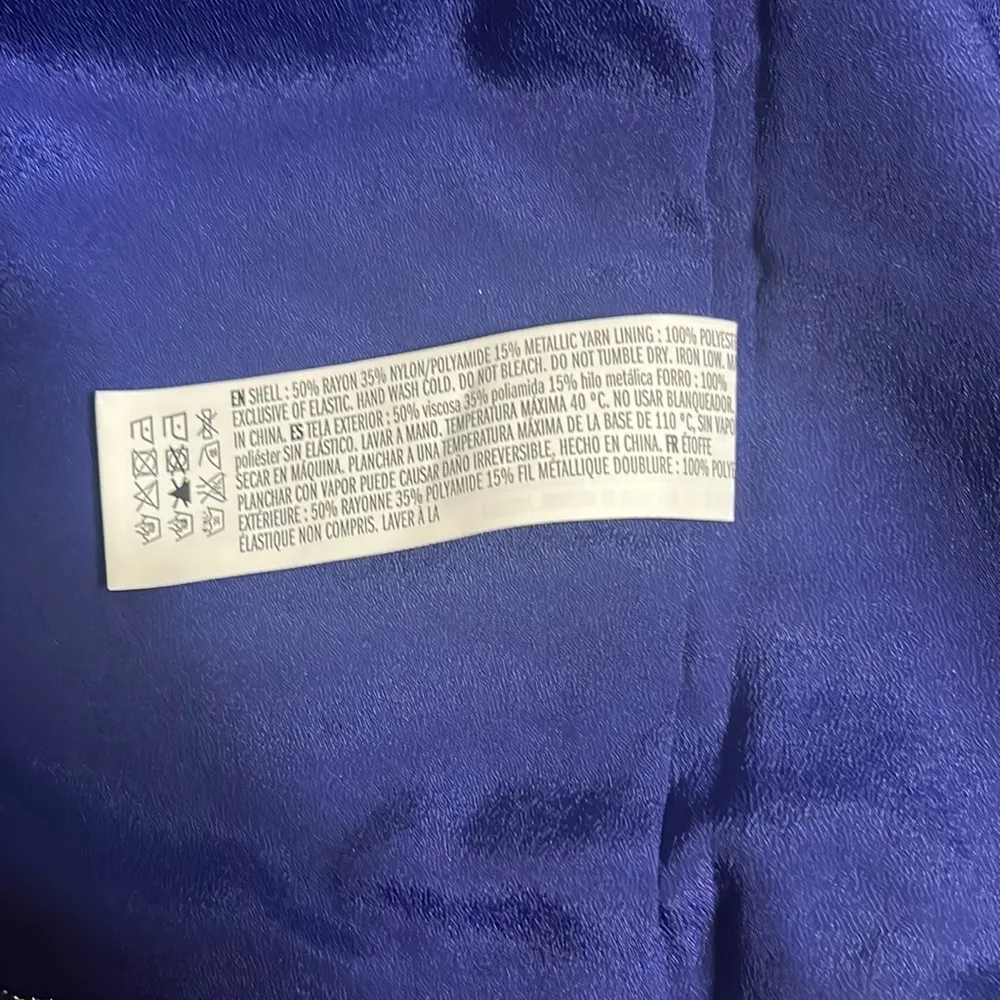 EN SHELL : 50% RAYON 35% NYLON/POLYAMIDE 15% METALLIC YARN LINING : 100% POLYEST
EXCLUSIVE OF ELASTIC. HAND WASH COLD. DO NOT BLEACH. DO NOT TUMBLE DRY. IRON LOW. M
IN CHINA. ES TELA EXTERIOR : 50% viscosa 35% poliamida 15% hilo metálica FORRO : 100%
poliéster SIN ELÁSTICO. LAVAR A MANO. TEMPERATURA MÁXIMA 40 °C. NO USAR BLANQUEADOR.
SECAR EN MÁQUINA. PLANCHAR A UNA TEMPERATURA MÁXIMA DE LA BASE DE 110 °C, SIN VAPO
PLANCHAR CON VAPOR PUEDE CAUSAR DAÑO IRREVERSIBLE, HECHO EN CHINA. FR ÉTOFFE
EXTÉRIEURE : 50% RAYONNE 35% POLYAMIDE 15% FIL MÉTALLIQUE DOUBLURE : 100% POLYE
ÉLASTIQUE NON COMPRIS. LAVER À LA